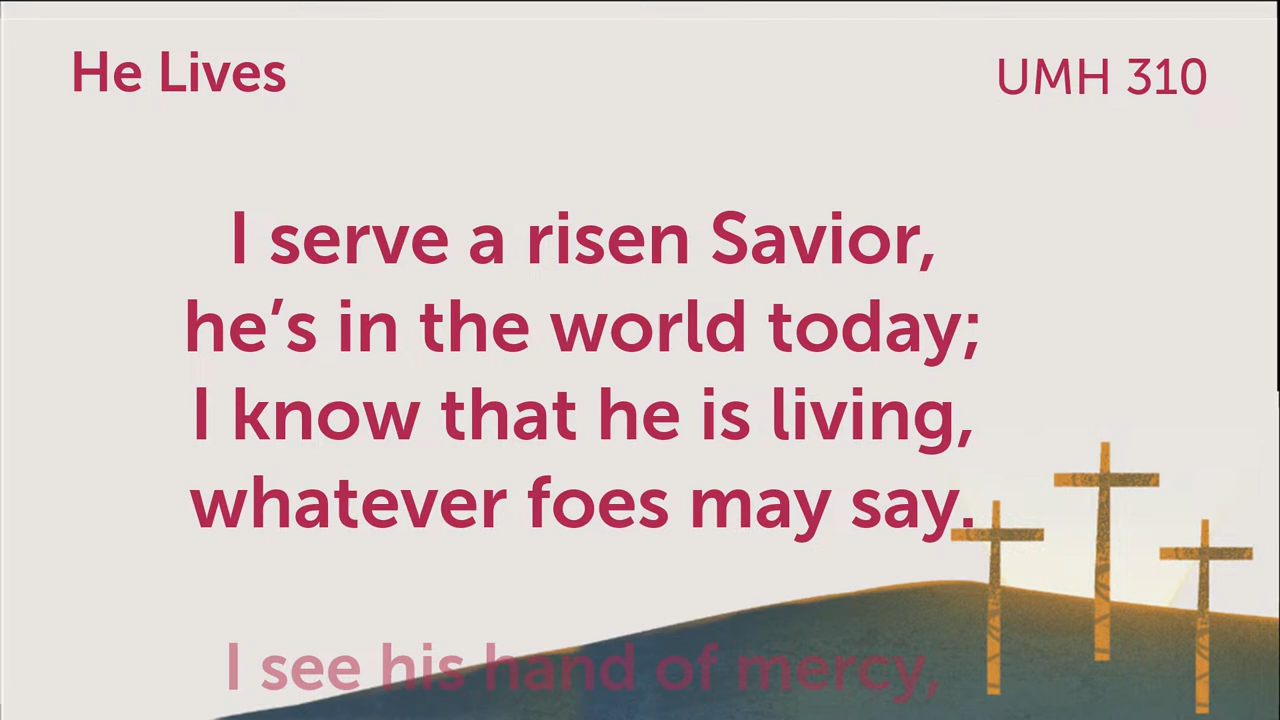 He Lives
UMH 310
I serve a risen Savior,
he’s in the world today;
I know that he is living,
whatever foes may say.
I see his hand of mercy,